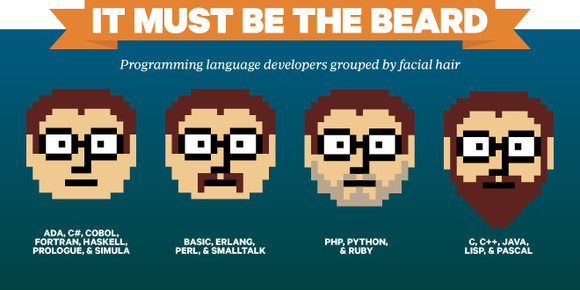 IT MUST BE THE BEARD
Programming language developers grouped by facial hair
ADA, C#, COBOL,
FORTRAN, HASKELL,
PROLOGUE, & SIMULA
BASIC, ERLANG,
PERL, & SMALLTALK
PHP, PYTHON,
& RUBY
C, C++, JAVA,
LISP, & PASCAL